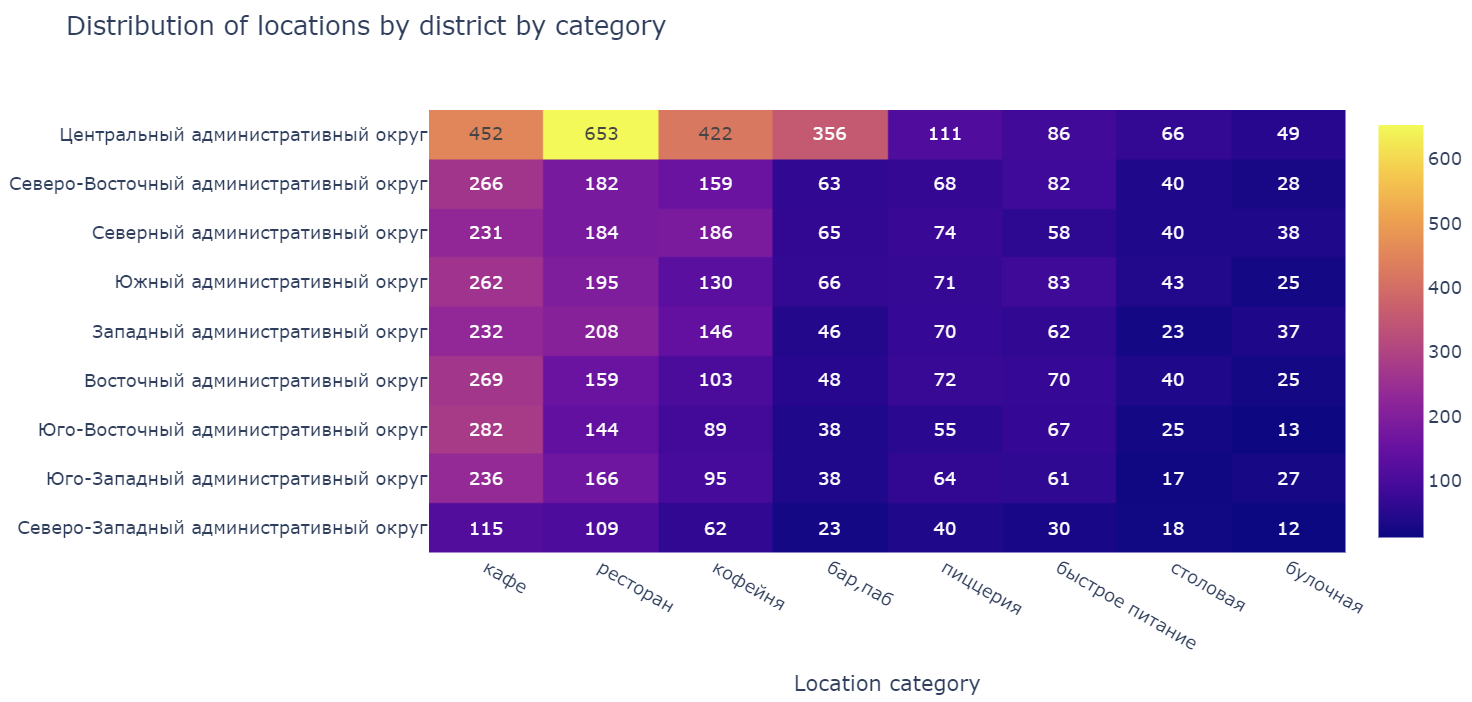 Distribution of locations by district by category
Центральный административный округ 452 653 422 356 111 86 66 49
Северо-Восточный административный округ 266 182 159 63 68 82 40 28
Северный административный округ 231 184 186 65 74 58 40 38
Южный административный округ 262 195 130 66 71 83 43 25
Западный административный округ 232 208 146 46 70 62 23 37
Восточный административный округ 269 159 103 48 72 70 40 25
Юго-Восточный административный округ 282 144 89 38 55 67 25 13
Юго-Западный административный округ 236 166 95 38 64 61 17 27
Северо-Западный административный округ 115 109 62 23 40 30 18 12
кафе ресторан кофейня бар,паб пиццерия быстрое питание столовая булочная
Location category
600
500
400
300
200
100